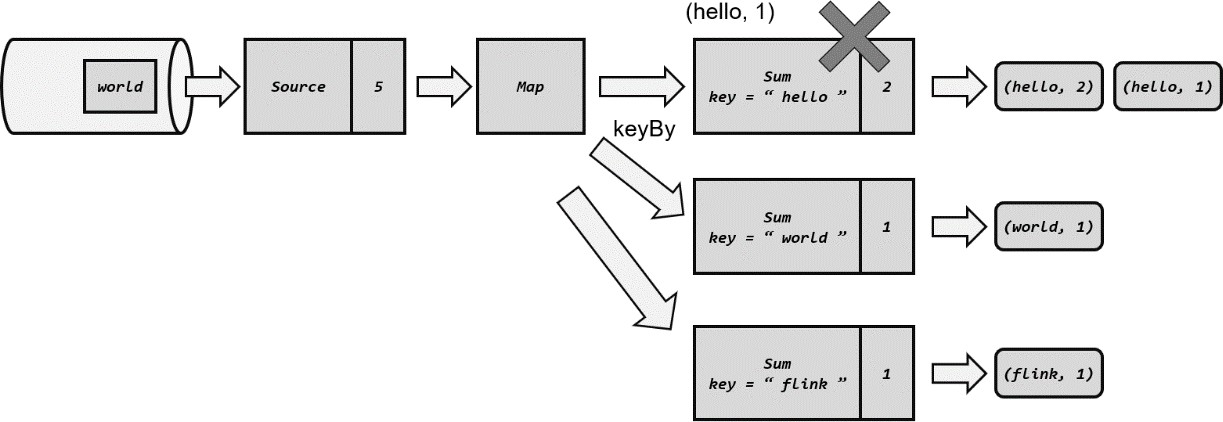 (hello, 1)
world
Source
5
Map
Sum
key = “ hello ”
2
(hello, 2)
(hello, 1)
keyBy
Sum
key = “ world ”
1
(world, 1)
Sum
key = “ flink ”
1
(flink, 1)